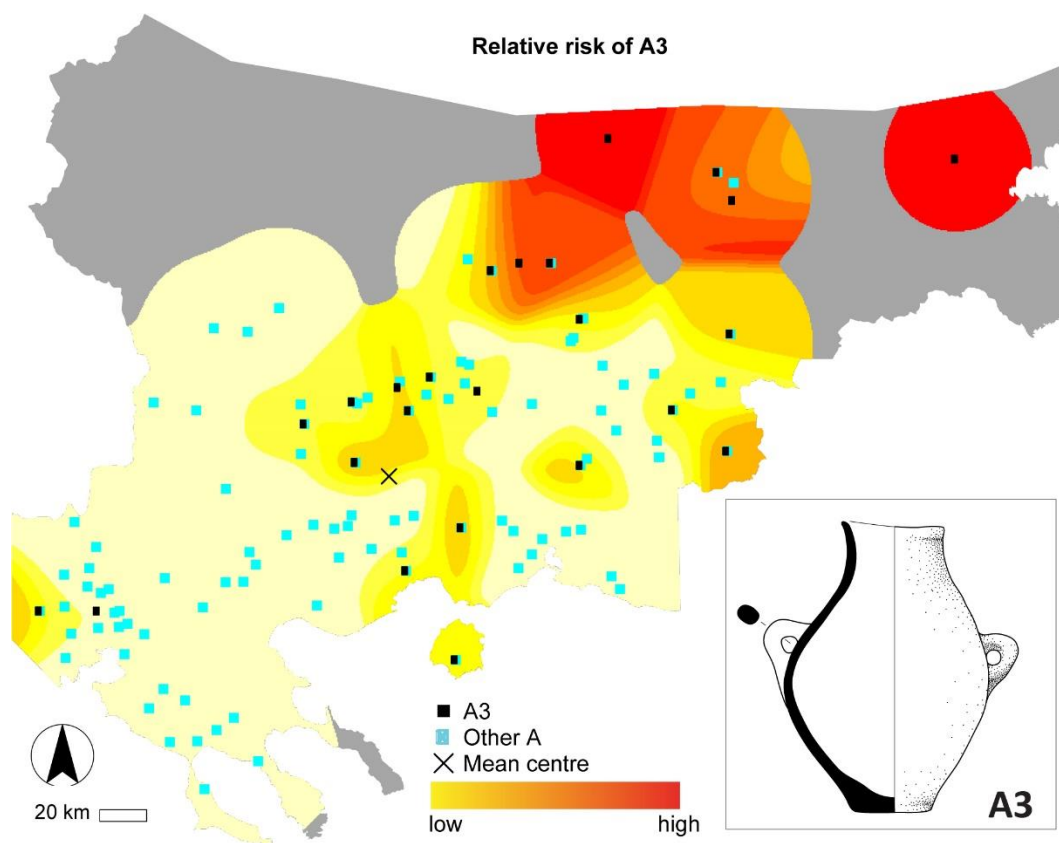 Relative risk of A3
A3
Other A
Mean centre
20 km
low high
A3